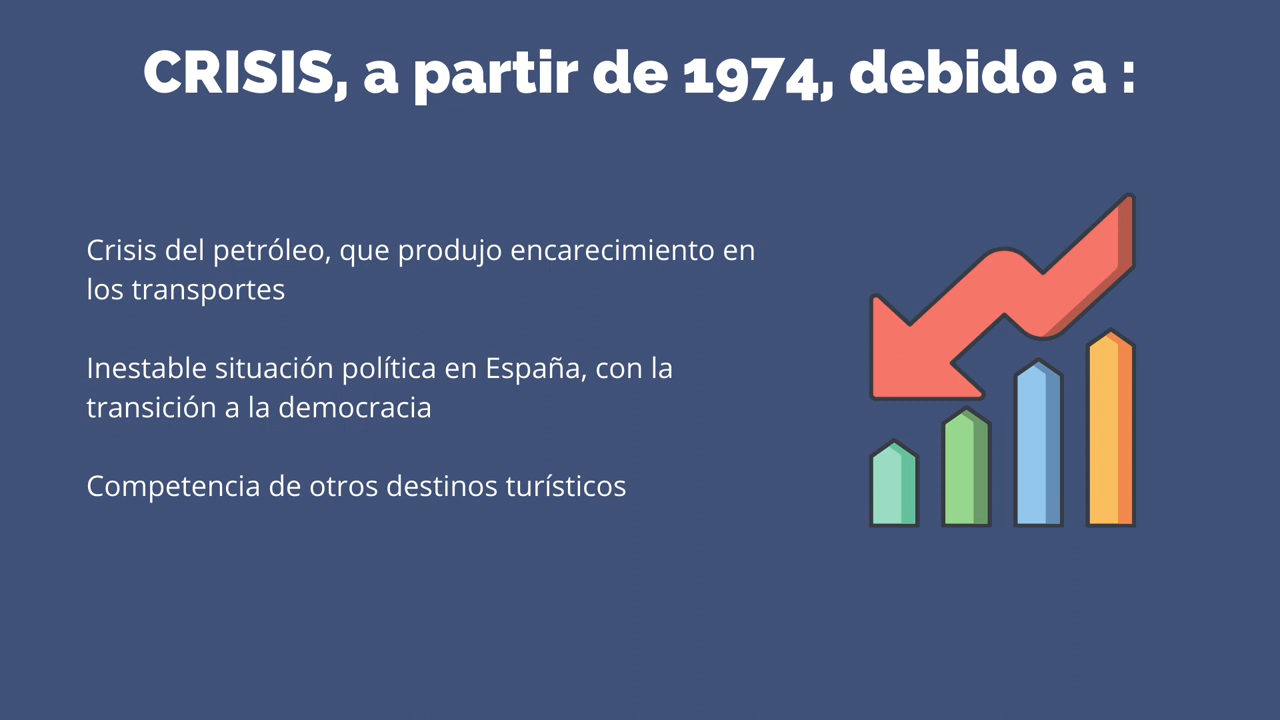 CRISIS, a partir de 1974, debido a :
Crisis del petróleo, que produjo encarecimiento en
los transportes
Inestable situación política en España, con la
transición a la democracia
Competencia de otros destinos turísticos